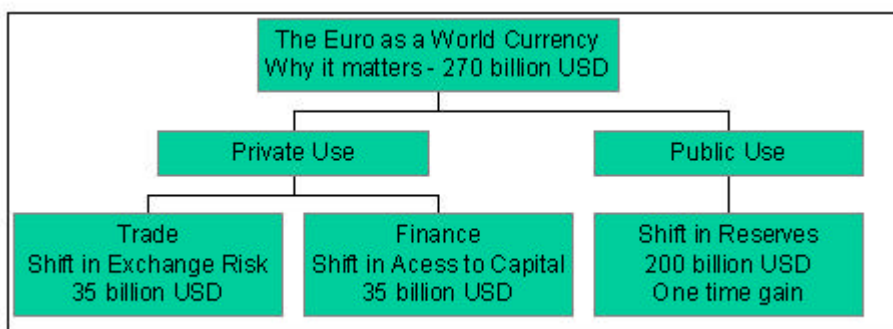 The Euro as a World Currency
Why it matters - 270 billion USD
Private Use
Public Use
Trade
Shift in Exchange Risk
35 billion USD
Finance
Shift in Acess to Capital
35 billion USD
Shift in Reserves
200 billion USD
One time gain